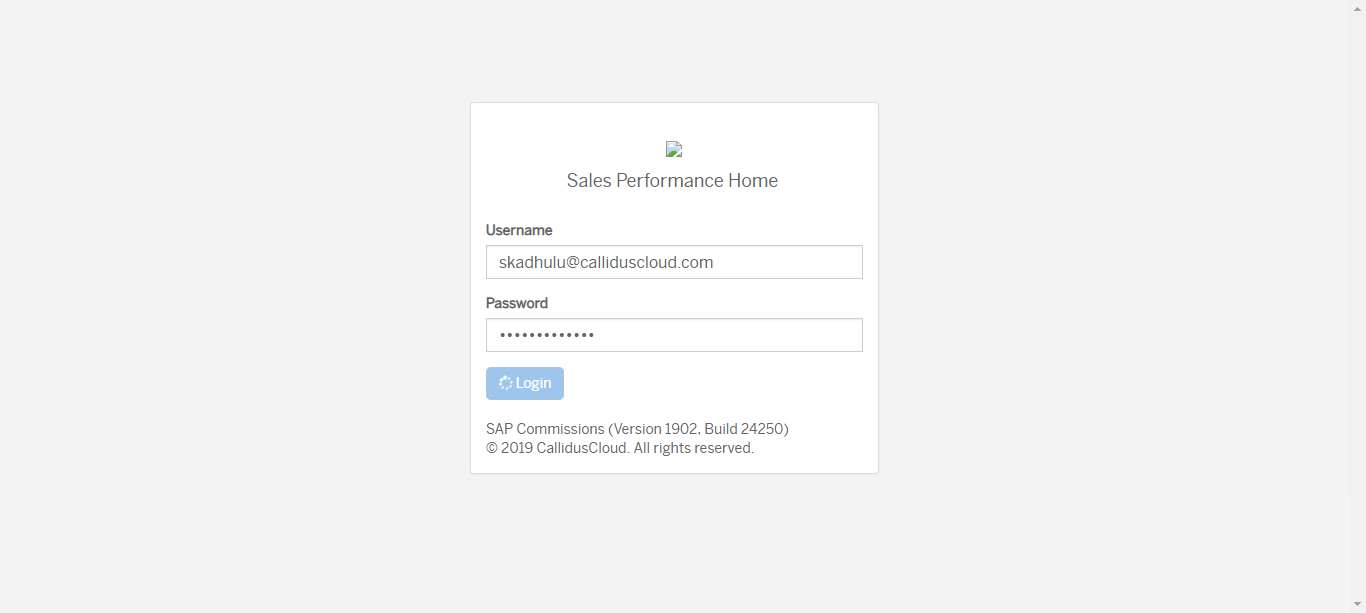 Sales Performance Home
Username
skadhulu@calliduscloud.com
Password
•••••••••••••
Login
SAP Commissions (Version 1902, Build 24250)
© 2019 CallidusCloud. All rights reserved.